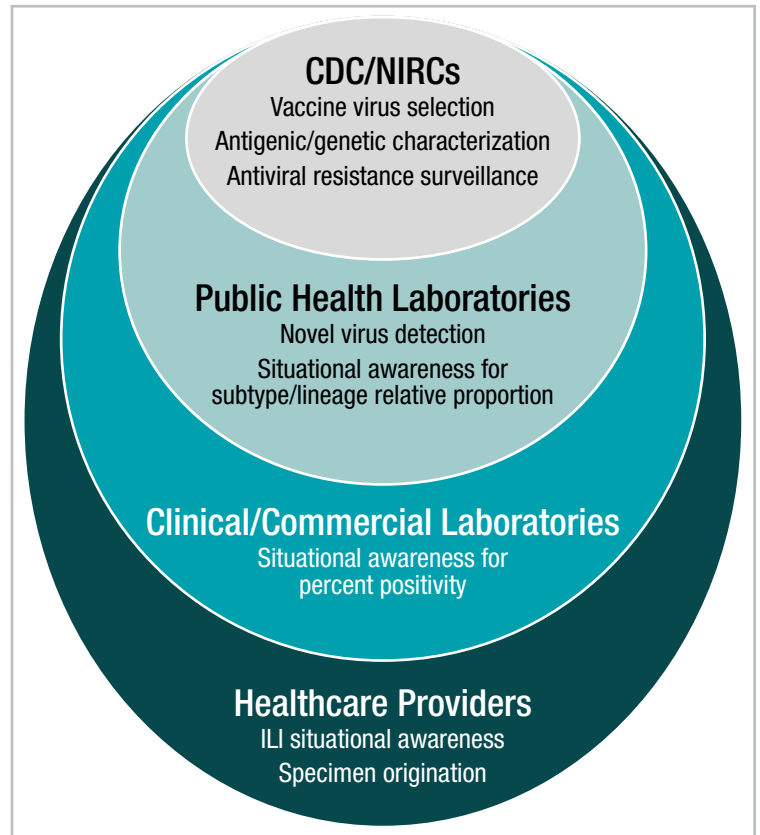 CDC/NIRCs
Vaccine virus selection
Antigenic/genetic characterization
Antiviral resistance surveillance
Public Health Laboratories
Novel virus detection
Situational awareness for
subtype/lineage relative proportion
Clinical/Commercial Laboratories
Situational awareness for
percent positivity
Healthcare Providers
ILI situational awareness
Specimen origination